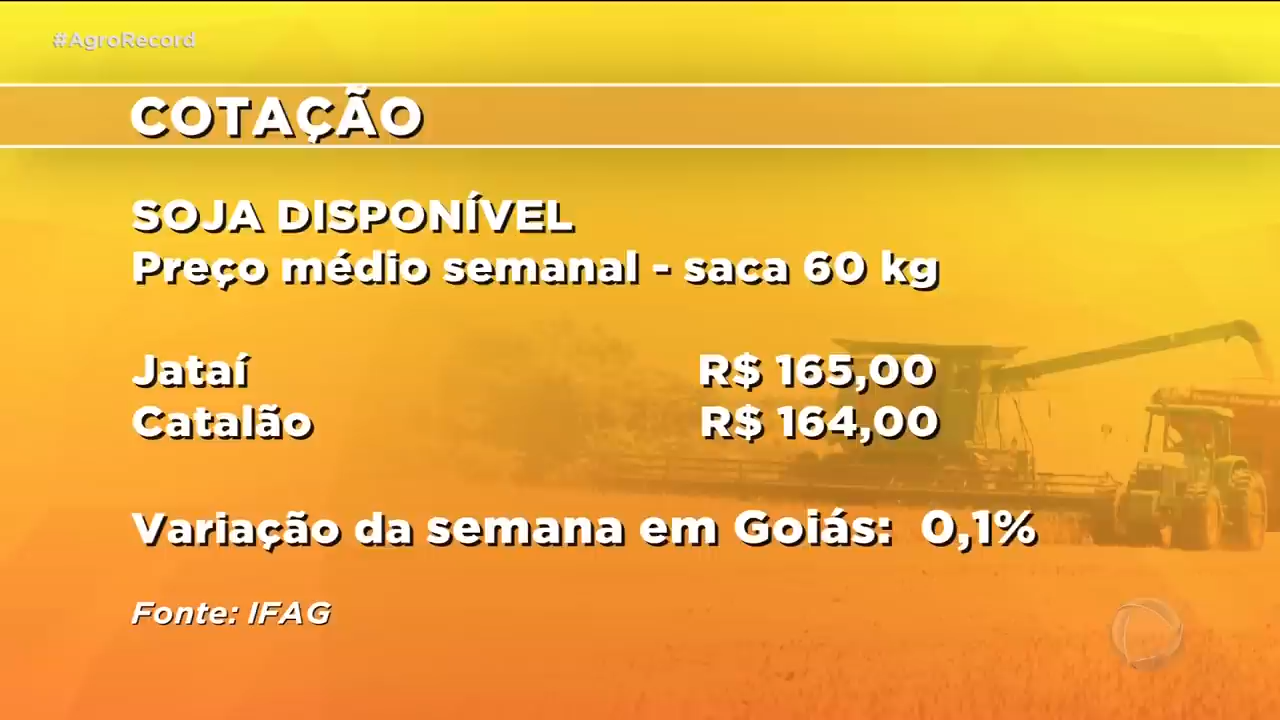 #AgroRecord
COTAÇÃO
SOJA DISPONÍVEL
Preço médio semanal - saca 60 kg
Jataí R$ 165,00
Catalão R$ 164,00
Variação da semana em Goiás: 0,1%
Fonte: IFAG